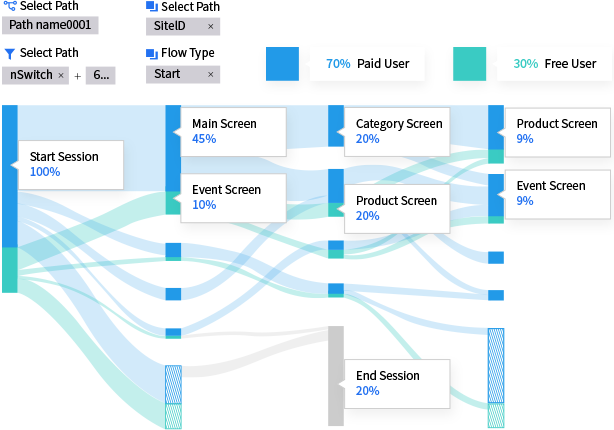 Select Path
Path name0001
Select Path
SiteID ×
Select Path
nSwitch × + 6...
Flow Type
Start ×
70% Paid User
30% Free User
Start Session
100%
Main Screen
45%
Event Screen
10%
Category Screen
20%
Product Screen
20%
End Session
20%
Product Screen
9%
Event Screen
9%